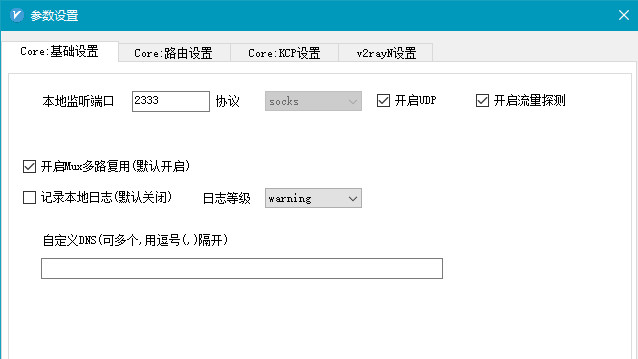 参数设置
Core:基础设置 Core:路由设置 Core:KCP设置 v2rayN设置
本地监听端口 2333 协议 socks 开启UDP 开启流量探测
开启Mux多路复用(默认开启)
记录本地日志(默认关闭) 日志等级 warning
自定义DNS(可多个,用逗号(,)隔开)